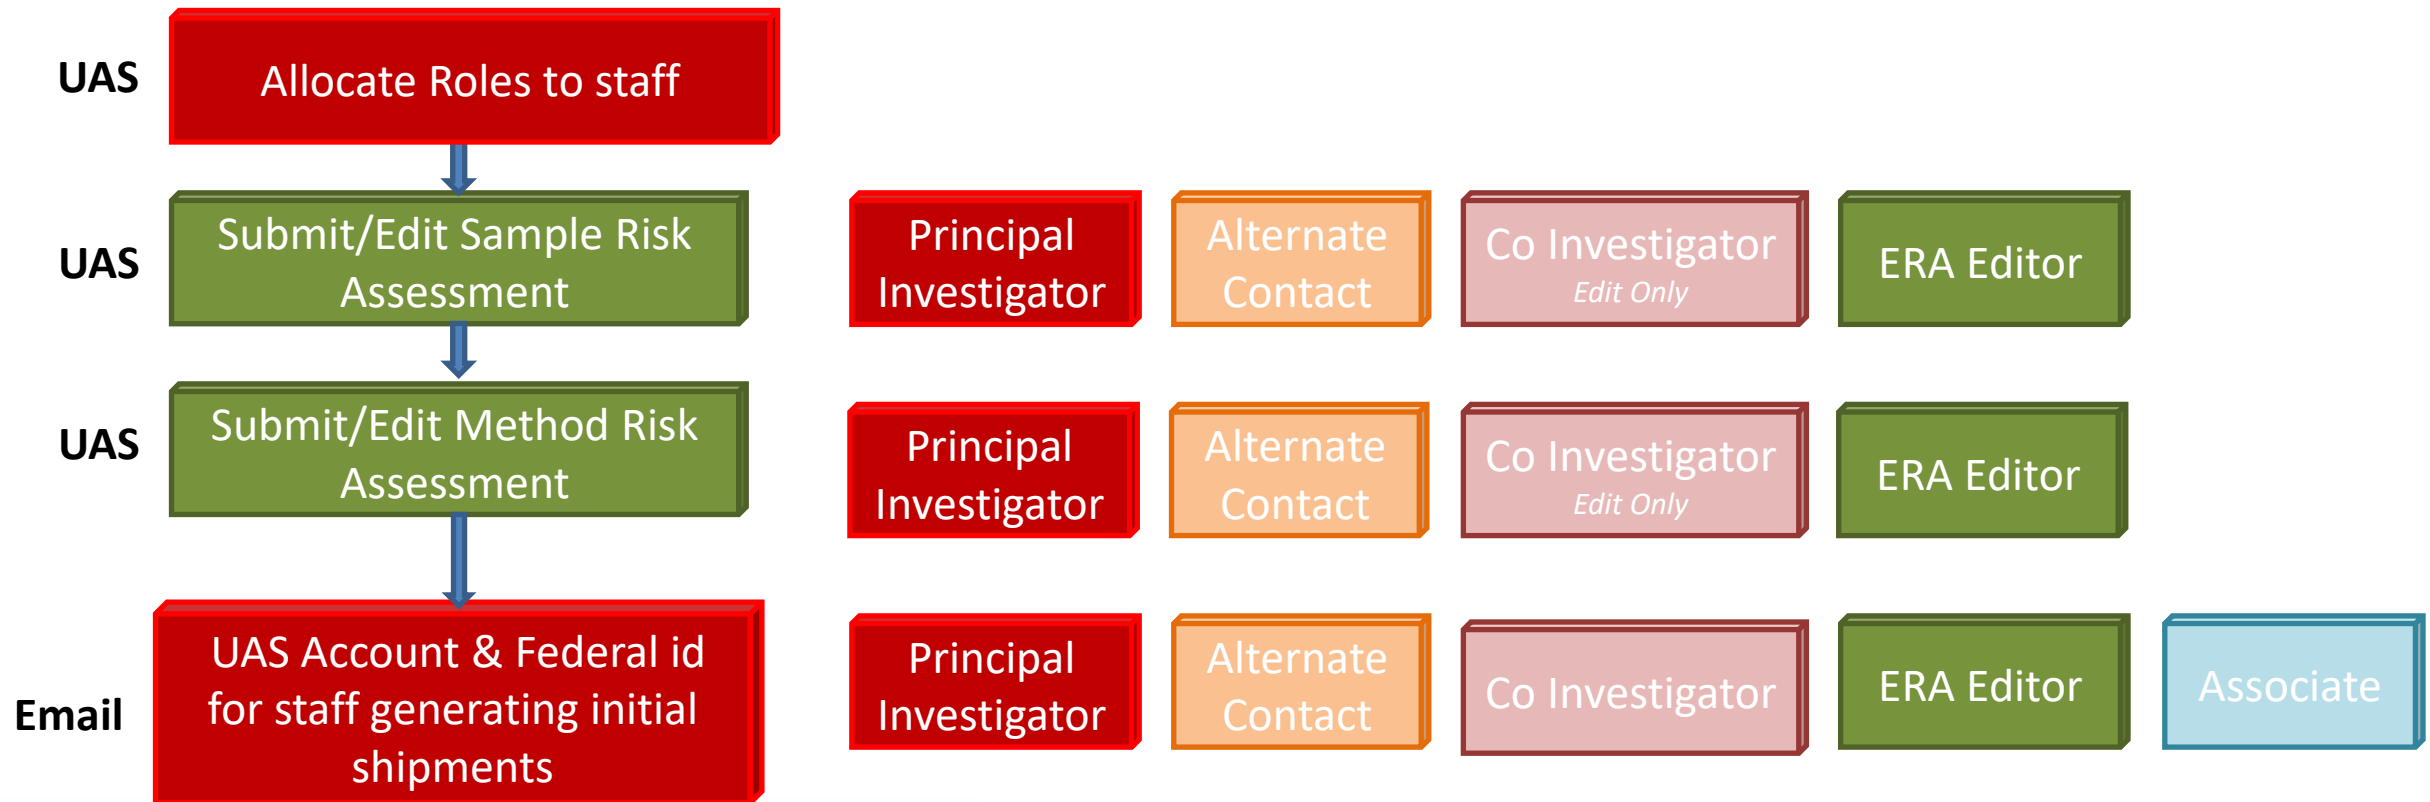 UAS
Allocate Roles to staff
UAS
Submit/Edit Sample Risk
Assessment
Principal
Investigator
Alternate
Contact
Co Investigator
Edit Only
ERA Editor
UAS
Submit/Edit Method Risk
Assessment
Principal
Investigator
Alternate
Contact
Co Investigator
Edit Only
ERA Editor
Email
UAS Account & Federal id
for staff generating initial
shipments
Principal
Investigator
Alternate
Contact
Co Investigator
ERA Editor
Associate